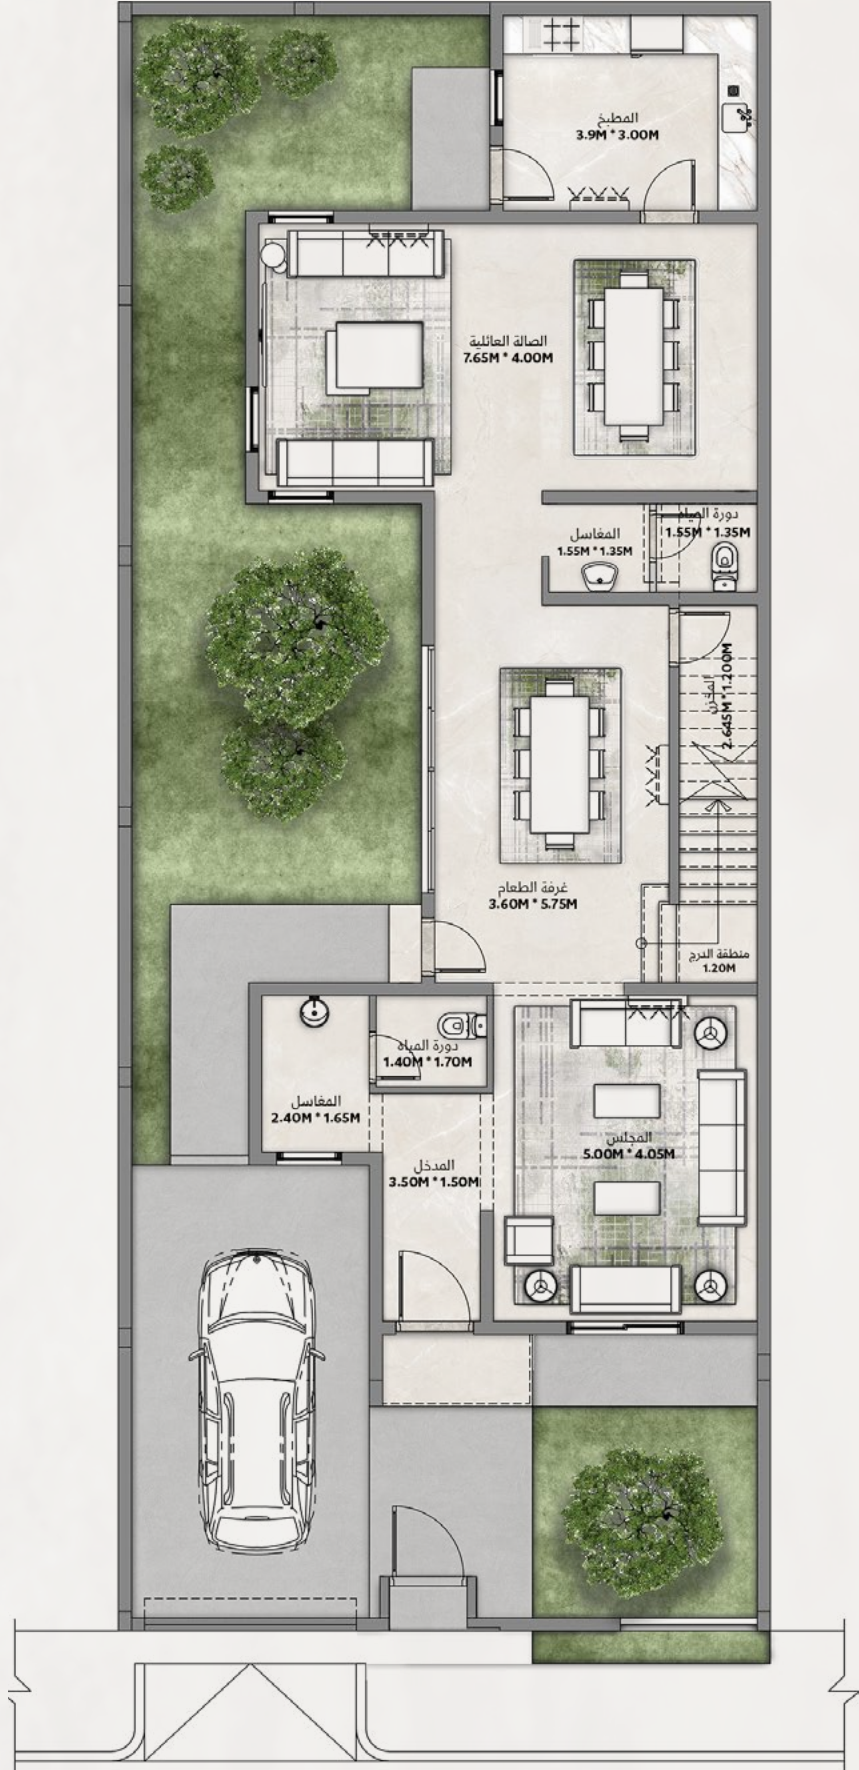 المطبخ
3.9M * 3.00M
الصالة العائلية
7.65M * 4.00M
دورة المياه
1.55M * 1.35M
المغاسل
1.55M * 1.35M
المخزن
2.645M * 1.200M
غرفة الطعام
3.60M * 5.75M
منطقة الدرج
1.20M
دورة المياه
1.40M * 1.70M
المغاسل
2.40M * 1.65M
المجلس
5.00M * 4.05M
المدخل
3.50M * 1.50M